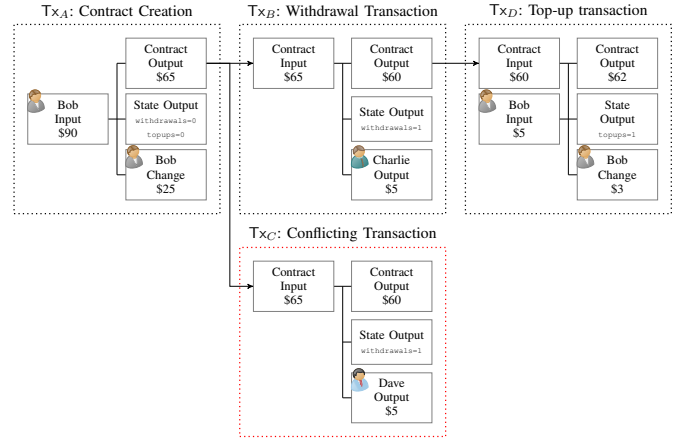 Tx_A: Contract Creation
Contract
Output
$65
Bob
Input
$90
State Output
withdrawals=0
topups=0
Bob
Change
$25
Tx_B: Withdrawal Transaction
Contract
Input
$65
Contract
Output
$60
State Output
withdrawals=1
Charlie
Output
$5
Tx_D: Top-up transaction
Contract
Input
$60
Contract
Output
$62
Bob
Input
$5
State
Output
topups=1
Bob
Change
$3
Tx_C: Conflicting Transaction
Contract
Input
$65
Contract
Output
$60
State Output
withdrawals=1
Dave
Output
$5